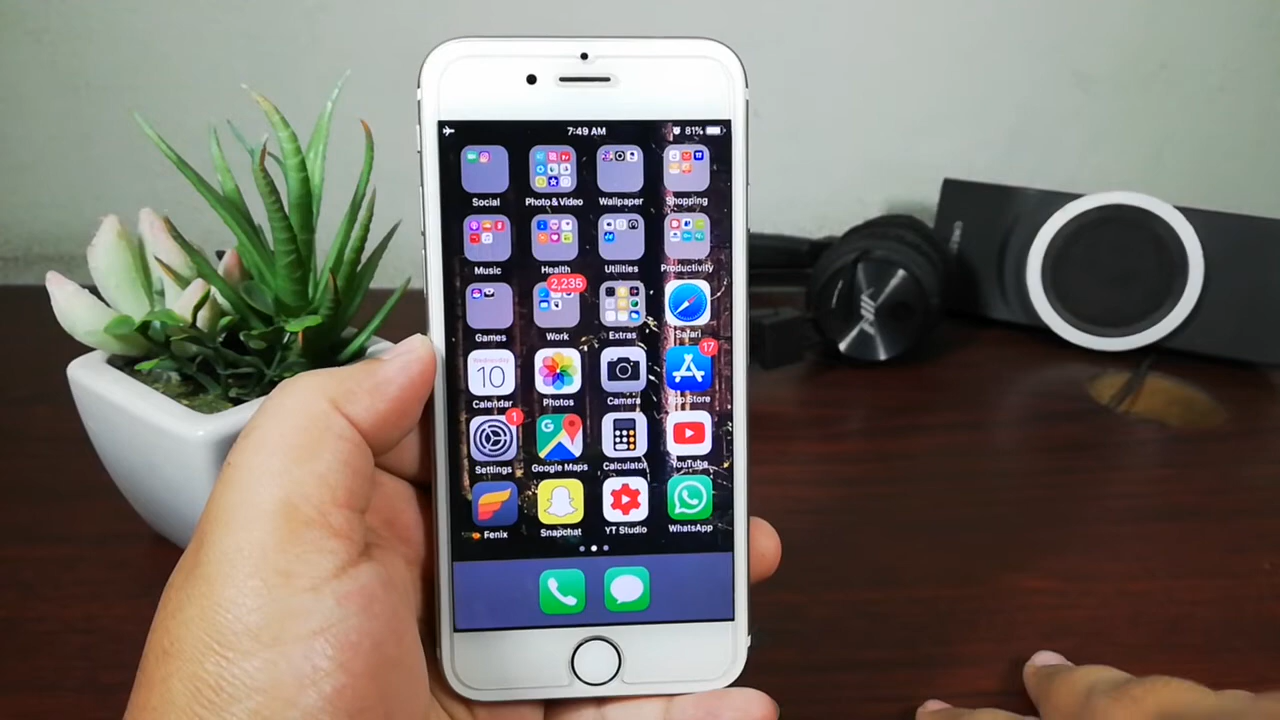 7:49 AM 81%
Social Photo & Video Wallpaper Shopping
Music Health Utilities Productivity
2,235
Games Work Extras Safari
Wednesday
10
17
Calendar Photos Camera App Store
1
G
Settings Google Maps Calculator YouTube
Fenix Snapchat YT Studio WhatsApp